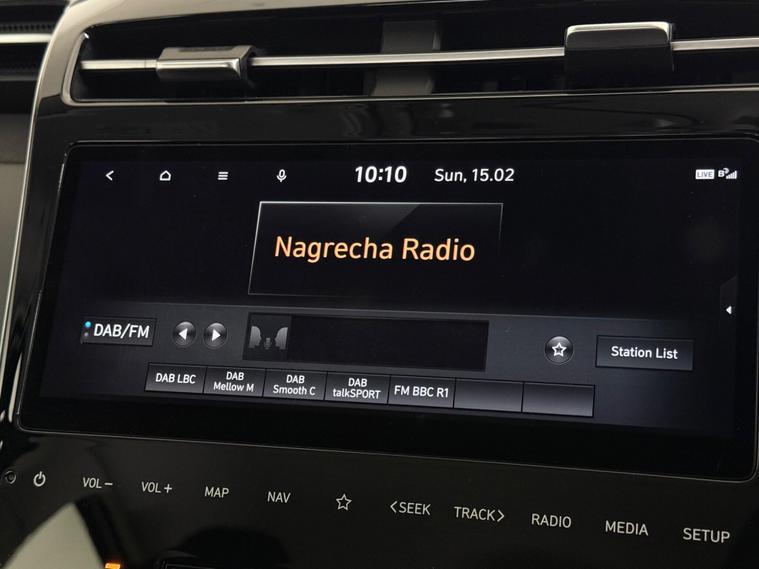 10:10 Sun, 15.02 LIVE
Nagrecha Radio
DAB/FM
Station List
DAB LBC
DAB
Mellow M
DAB
Smooth C
DAB
talkSPORT
FM BBC R1
VOL− VOL+ MAP NAV <SEEK TRACK> RADIO MEDIA SETUP